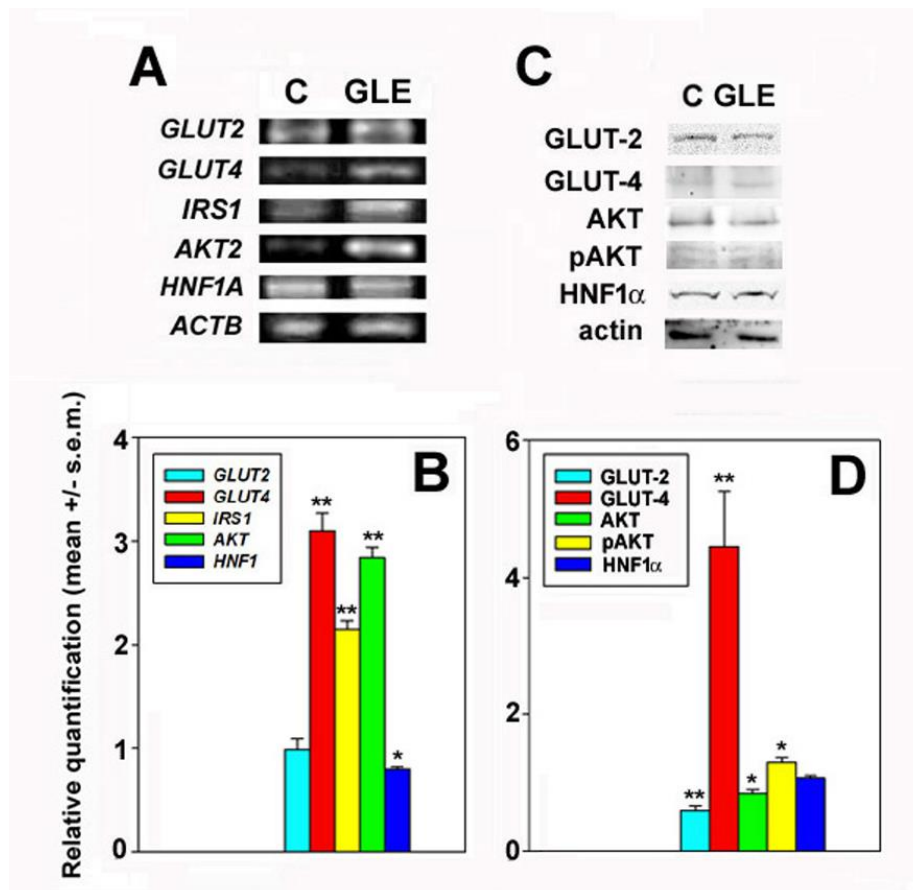 A
C GLE
GLUT2
GLUT4
IRS1
AKT2
HNF1A
ACTB
C
C GLE
GLUT-2
GLUT-4
AKT
pAKT
HNF1α
actin
Relative quantification (mean +/- s.e.m.)
4
3
2
1
0
B
GLUT2
GLUT4
IRS1
AKT
HNF1
**
**
**
*
6
4
2
0
D
GLUT-2
GLUT-4
AKT
pAKT
HNF1α
**
**
*
*